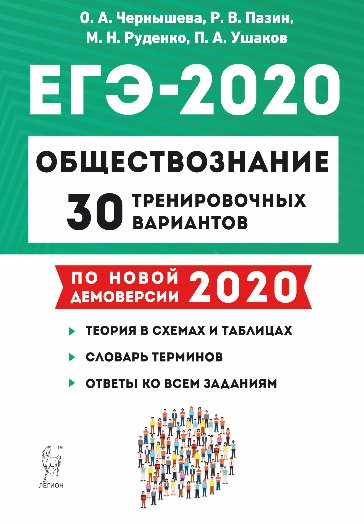 О. А. Чернышева, Р. В. Пазин,
М. Н. Руденко, П. А. Ушаков
ЕГЭ-2020
ОБЩЕСТВОЗНАНИЕ
30 ТРЕНИРОВОЧНЫХ
ВАРИАНТОВ
ПО НОВОЙ
ДЕМОВЕРСИИ 2020
ТЕОРИЯ В СХЕМАХ И ТАБЛИЦАХ
СЛОВАРЬ ТЕРМИНОВ
ОТВЕТЫ КО ВСЕМ ЗАДАНИЯМ
TM
ЛЕГИОН